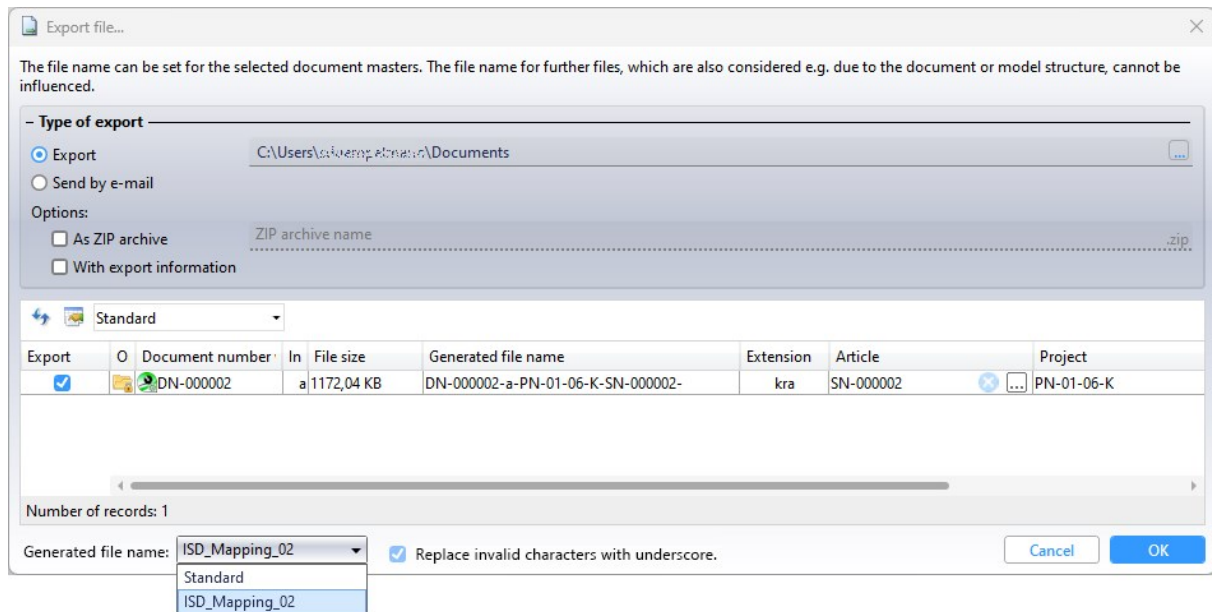 Export file...
The file name can be set for the selected document masters. The file name for further files, which are also considered e.g. due to the document or model structure, cannot be
influenced.
– Type of export
Export C:\Users\ \Documents ...
Send by e-mail
Options:
As ZIP archive ZIP archive name .zip
With export information
Standard
Export O Document number In File size Generated file name Extension Article Project
DN-000002 a 1172,04 KB DN-000002-a-PN-01-06-K-SN-000002- kra SN-000002 ... PN-01-06-K
Number of records: 1
Generated file name: ISD_Mapping_02 Replace invalid characters with underscore. Cancel OK
Standard
ISD_Mapping_02